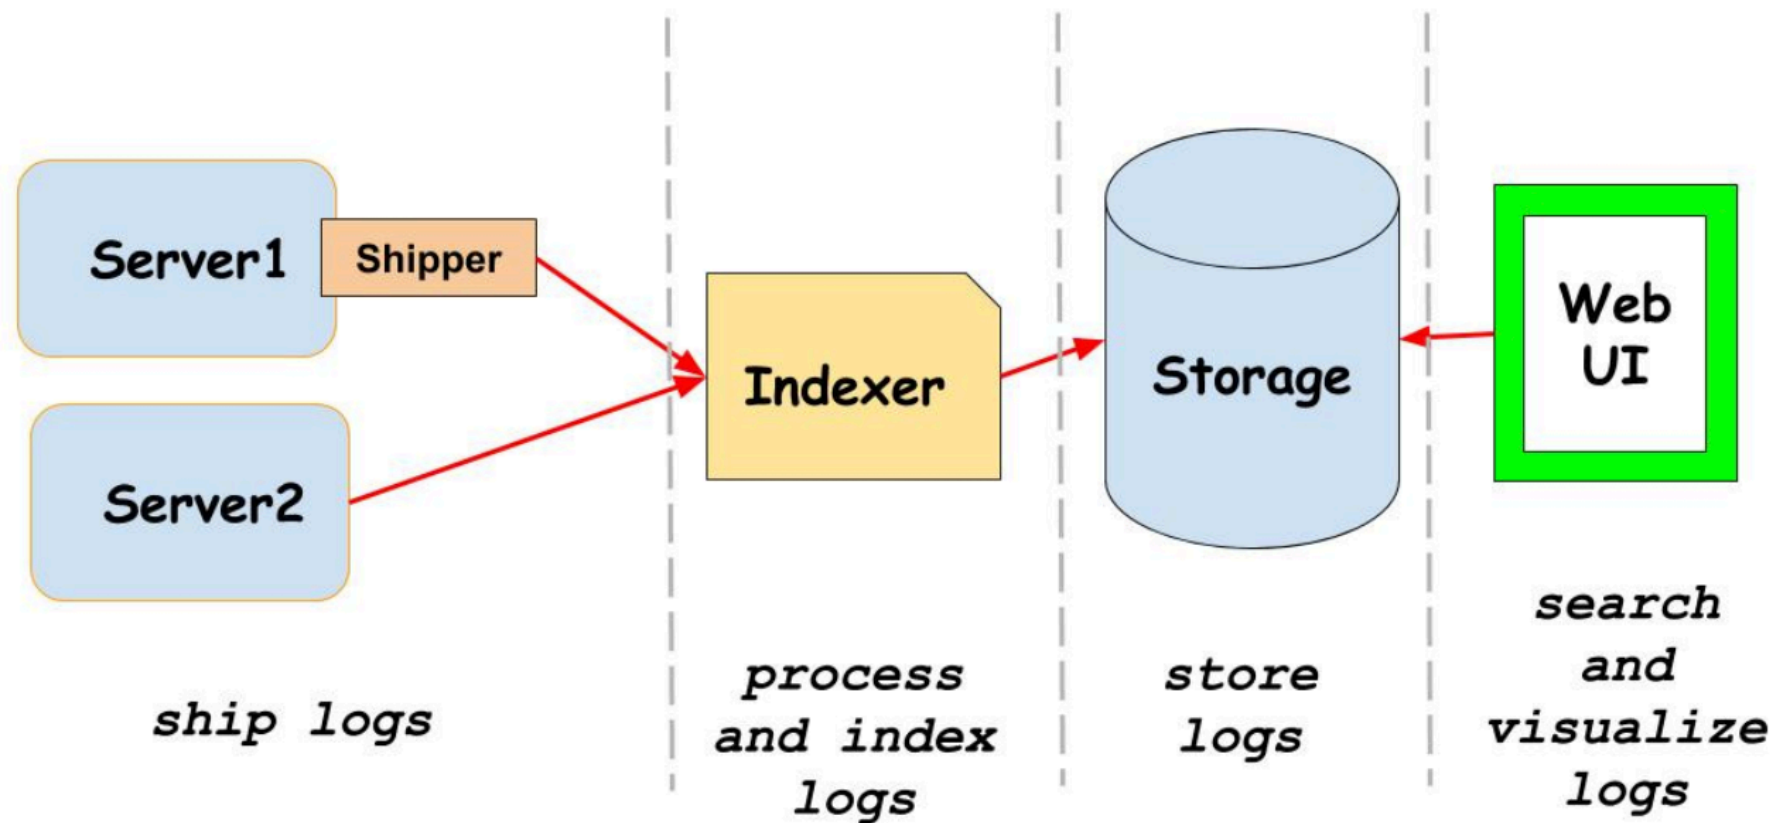 Server1
Shipper
Server2
ship logs
Indexer
process
and index
logs
Storage
store
logs
Web
UI
search
and
visualize
logs